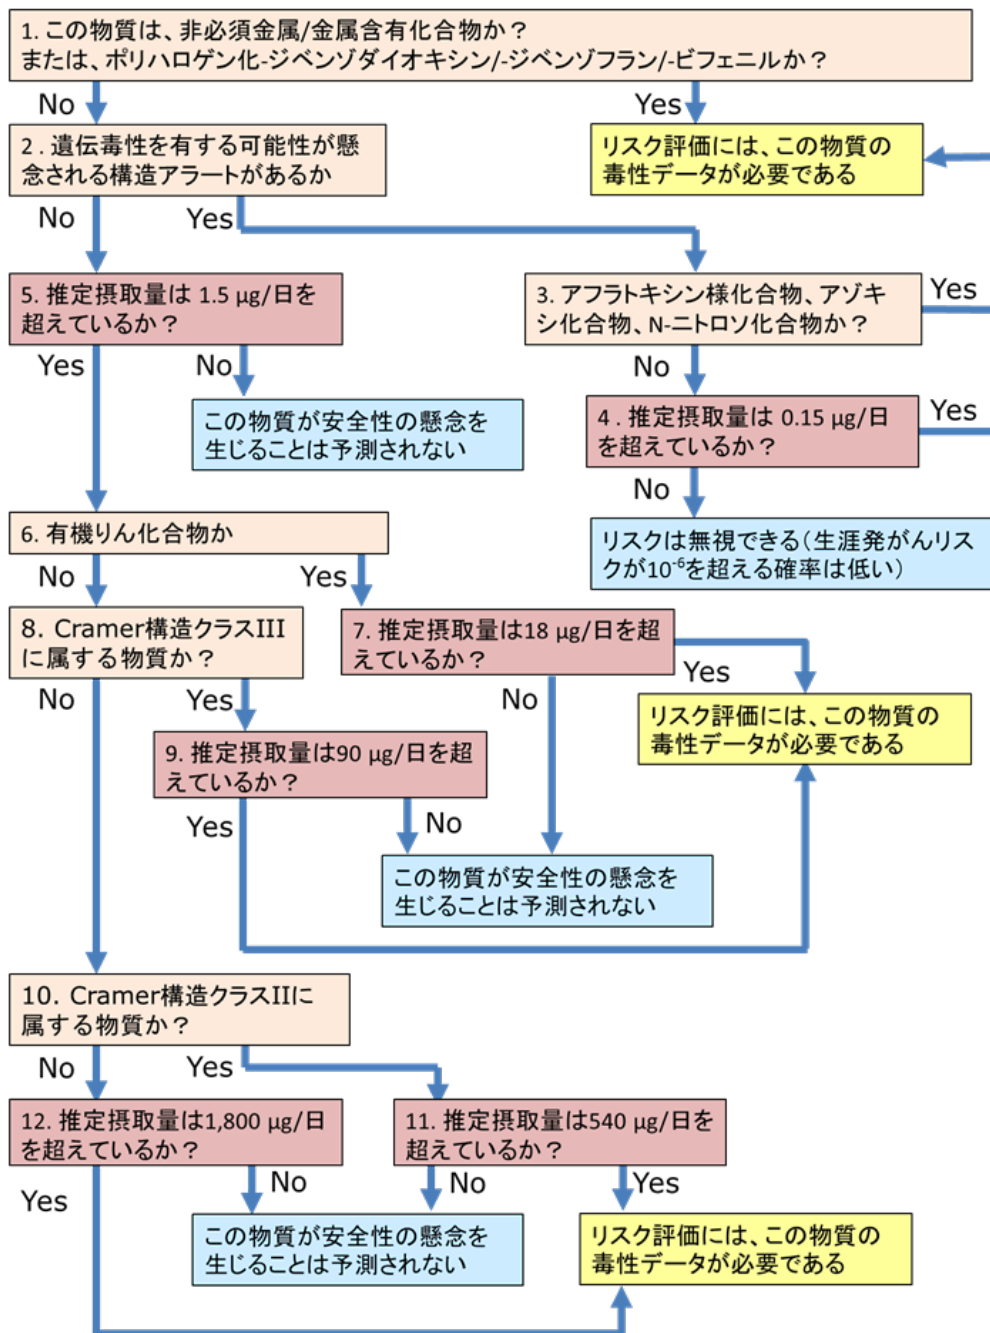 1. この物質は、非必須金属/金属含有化合物か？
または、ポリハロゲン化-ジベンゾダイオキシン/-ジベンゾフラン/-ビフェニルか？
No
Yes
2 . 遺伝毒性を有する可能性が懸
念される構造アラートがあるか
リスク評価には、この物質の
毒性データが必要である
No
Yes
5. 推定摂取量は 1.5 µg/日を
超えているか？
3. アフラトキシン様化合物、アゾキ
シ化合物、N-ニトロソ化合物か？
Yes
Yes
No
No
この物質が安全性の懸念を
生じることは予測されない
4 . 推定摂取量は 0.15 µg/日
を超えているか？
Yes
No
6. 有機りん化合物か
リスクは無視できる（生涯発がんリス
クが10⁻⁶を超える確率は低い）
No
Yes
8. Cramer構造クラスIII
に属する物質か？
7. 推定摂取量は18 µg/日を超
えているか？
No
Yes
No
Yes
9. 推定摂取量は90 µg/日を超
えているか？
リスク評価には、この物質の
毒性データが必要である
Yes
No
この物質が安全性の懸念を
生じることは予測されない
10. Cramer構造クラスIIに
属する物質か？
No
Yes
12. 推定摂取量は1,800 µg/日
を超えているか？
11. 推定摂取量は540 µg/日を
超えているか？
Yes
No
No
Yes
この物質が安全性の懸念を
生じることは予測されない
リスク評価には、この物質の
毒性データが必要である